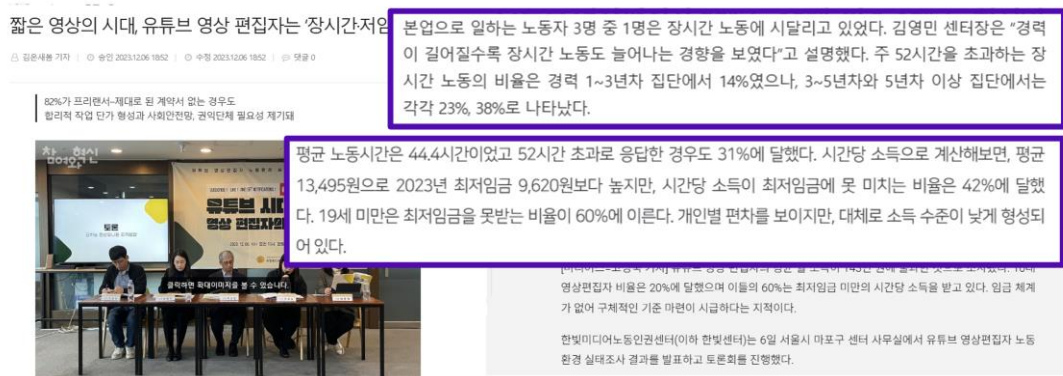 짧은 영상의 시대, 유튜브 영상 편집자는 '장시간·저임
김온새봄 기자 승인 2023.12.06 18:52 수정 2023.12.06 18:52 댓글 0
82%가 프리랜서–제대로 된 계약서 없는 경우도
합리적 작업 단가 형성과 사회안전망, 권익단체 필요성 제기돼
참여와혁신
토론
유튜브 시대
영상 편집자의
클릭하면 확대이미지를 볼 수 있습니다.
본업으로 일하는 노동자 3명 중 1명은 장시간 노동에 시달리고 있었다. 김영민 센터장은 "경력
이 길어질수록 장시간 노동도 늘어나는 경향을 보였다"고 설명했다. 주 52시간을 초과하는 장
시간 노동의 비율은 경력 1~3년차 집단에서 14%였으나, 3~5년차와 5년차 이상 집단에서는
각각 23%, 38%로 나타났다.
평균 노동시간은 44.4시간이었고 52시간 초과로 응답한 경우도 31%에 달했다. 시간당 소득으로 계산해보면, 평균
13,495원으로 2023년 최저임금 9,620원보다 높지만, 시간당 소득이 최저임금에 못 미치는 비율은 42%에 달했
다. 19세 미만은 최저임금을 못받는 비율이 60%에 이른다. 개인별 편차를 보이지만, 대체로 소득 수준이 낮게 형성되
어 있다.
영상편집자 비율은 20%에 달했으며 이들의 60%는 최저임금 미만의 시간당 소득을 받고 있다. 임금 체계
가 없어 구체적인 기준 마련이 시급하다는 지적이다.
한빛미디어노동인권센터(이하 한빛센터)는 6일 서울시 마포구 센터 사무실에서 유튜브 영상편집자 노동
환경 실태조사 결과를 발표하고 토론회를 진행했다.